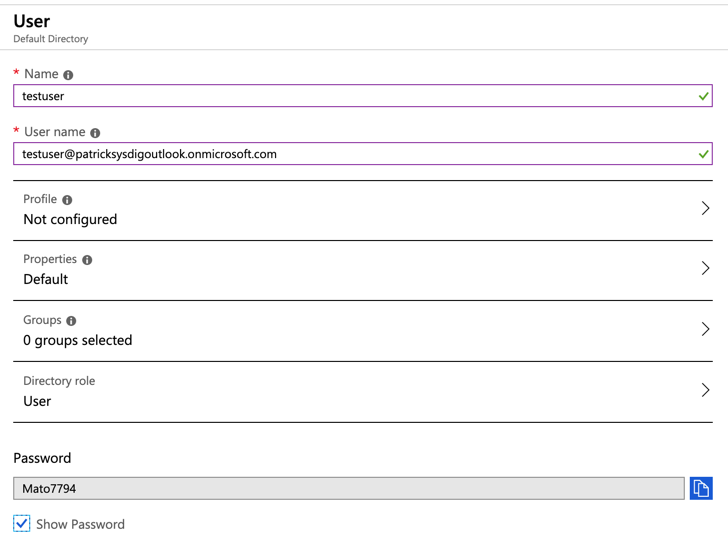 User
Default Directory
* Name
testuser
* User name
testuser@patricksysdigoutlook.onmicrosoft.com
Profile
Not configured
Properties
Default
Groups
0 groups selected
Directory role
User
Password
Mato7794
Show Password